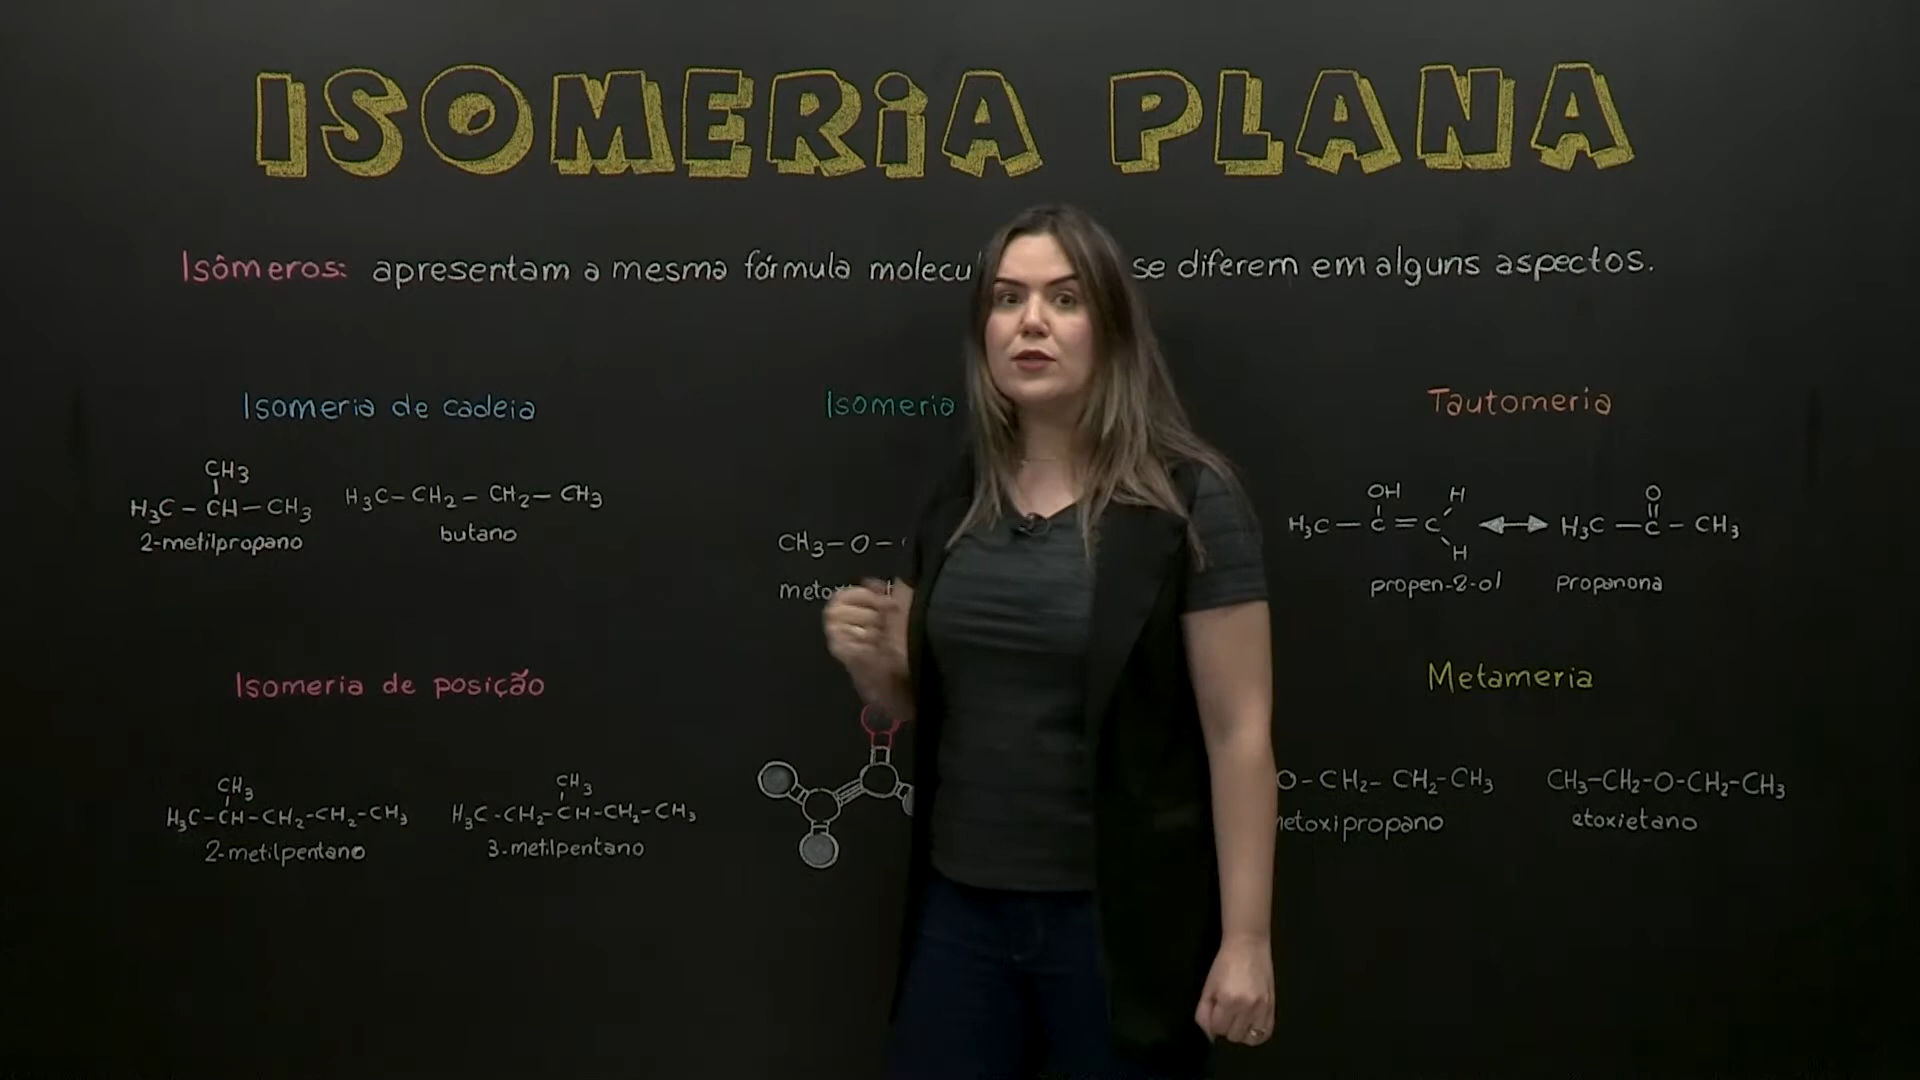 ISOMERiA PLANA
Isômeros: apresentam a mesma fórmula se diferem em alguns aspectos.
Isomeria de cadeia
CH3
H3C - CH - CH3
2-metilpropano
H3C - CH2 - CH2 - CH3
butano
Isomeria
CH3 - O -
Tautomeria
OH H
H3C - C = C
H
propen-2-ol
O
H3C - C - CH3
Propanona
Isomeria de posição
CH3
H3C-CH-CH2-CH2-CH3
2-metilpentano
CH3
H3C-CH2-CH-CH2-CH3
3-metilpentano
Metameria
O-CH2-CH2-CH3
CH3-CH2-O-CH2-CH3
etoxietano